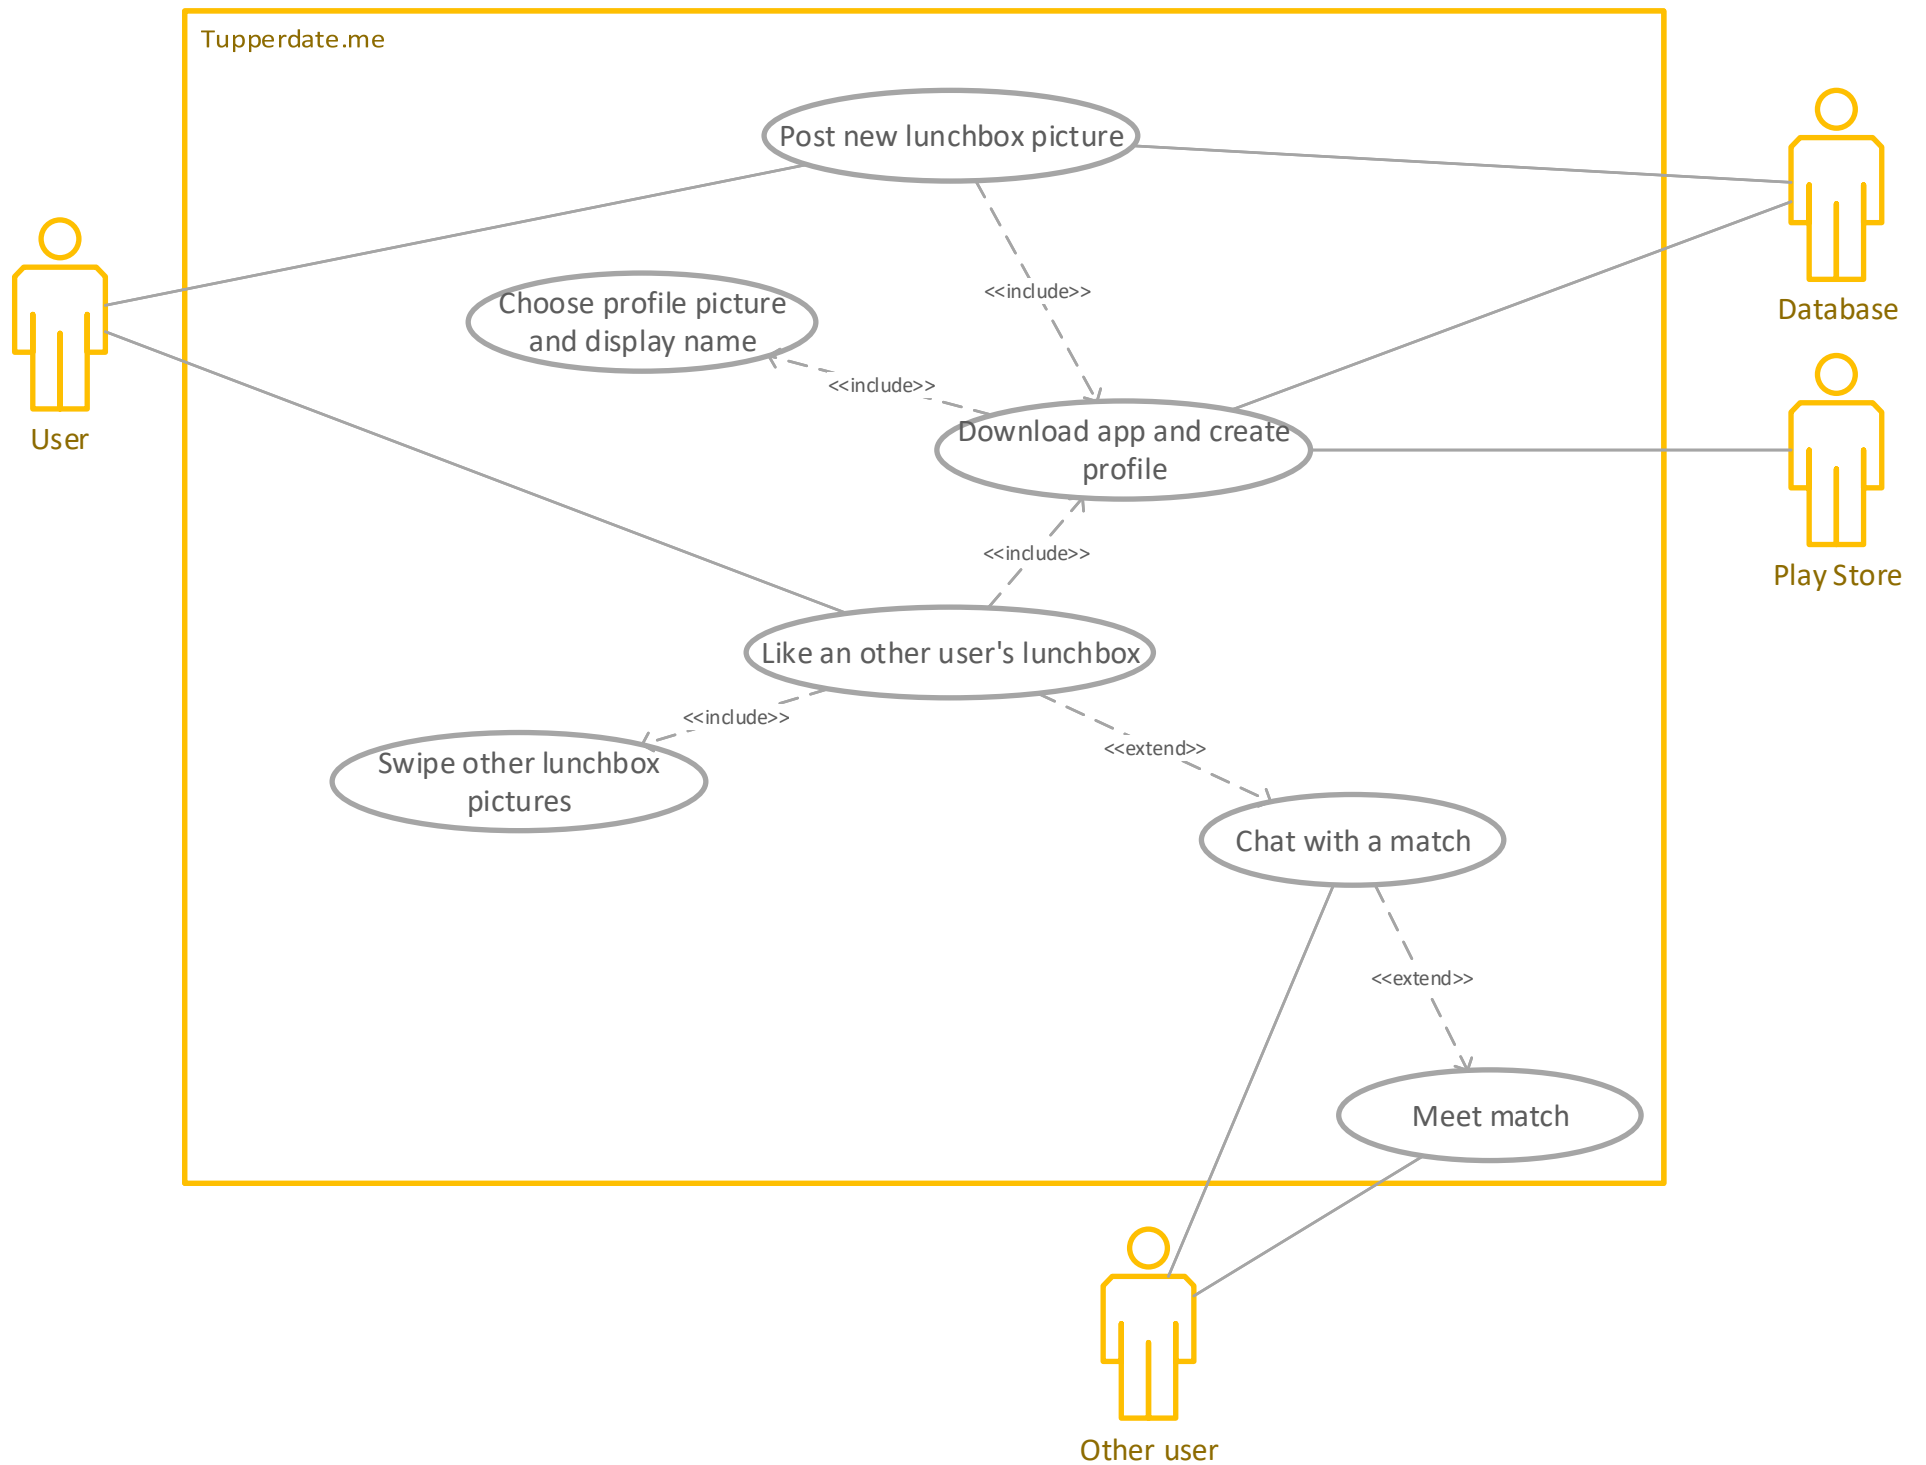 Tupperdate.me
Post new lunchbox picture
<<include>>
Choose profile picture
and display name
Database
<<include>>
User
Download app and create
profile
<<include>>
Play Store
Like an other user's lunchbox
<<include>>
<<extend>>
Swipe other lunchbox
pictures
Chat with a match
<<extend>>
Meet match
Other user